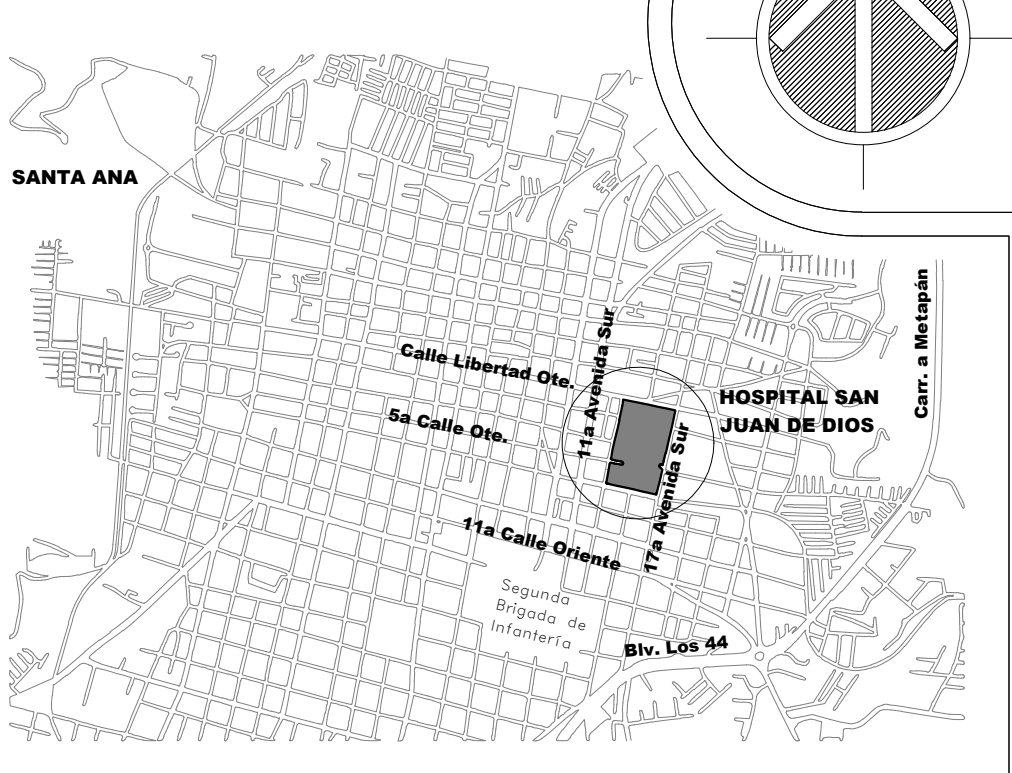 SANTA ANA
Carr. a Metapán
11a Avenida Sur
Calle Libertad Ote.
HOSPITAL SAN
JUAN DE DIOS
5a Calle Ote.
17a Avenida Sur
11a Calle Oriente
Segunda
Brigada de
Infantería
Blv. Los 44